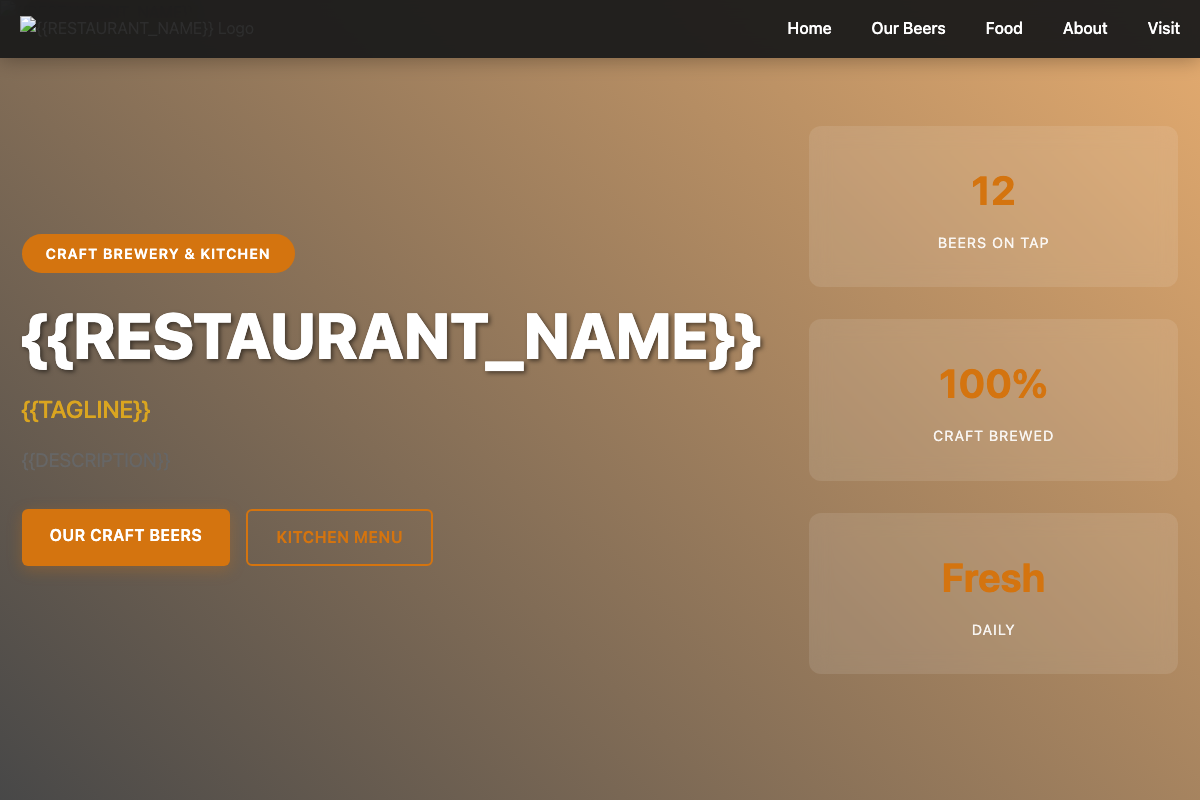 {{RESTAURANT_NAME}} Logo
Home
Our Beers
Food
About
Visit
CRAFT BREWERY & KITCHEN
{{RESTAURANT_NAME}}
{{TAGLINE}}
{{DESCRIPTION}}
OUR CRAFT BEERS
KITCHEN MENU
12
BEERS ON TAP
100%
CRAFT BREWED
Fresh
DAILY